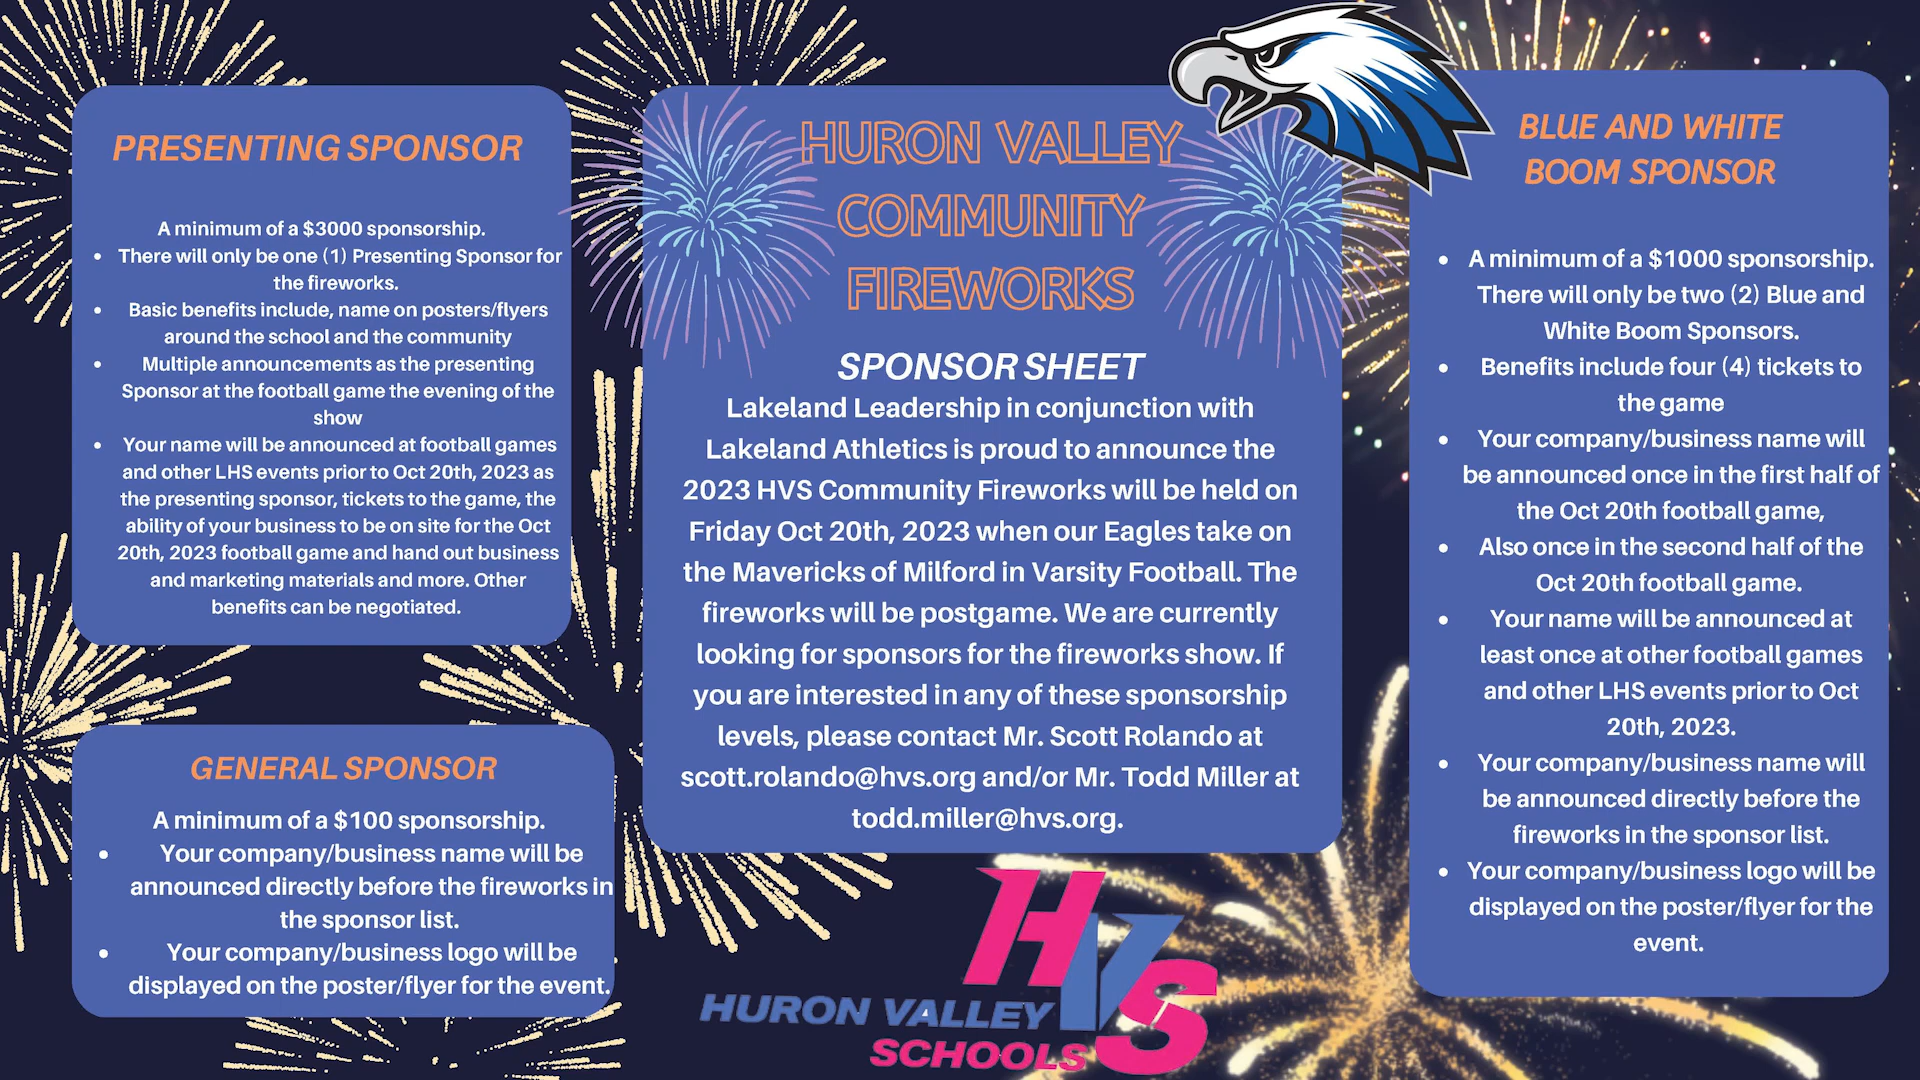 PRESENTING SPONSOR
A minimum of a $3000 sponsorship.
• There will only be one (1) Presenting Sponsor for
the fireworks.
• Basic benefits include, name on posters/flyers
around the school and the community
• Multiple announcements as the presenting
Sponsor at the football game the evening of the
show
• Your name will be announced at football games
and other LHS events prior to Oct 20th, 2023 as
the presenting sponsor, tickets to the game, the
ability of your business to be on site for the Oct
20th, 2023 football game and hand out business
and marketing materials and more. Other
benefits can be negotiated.
GENERAL SPONSOR
A minimum of a $100 sponsorship.
• Your company/business name will be
announced directly before the fireworks in
the sponsor list.
• Your company/business logo will be
displayed on the poster/flyer for the event.
HURON VALLEY
COMMUNITY
FIREWORKS
SPONSOR SHEET
Lakeland Leadership in conjunction with
Lakeland Athletics is proud to announce the
2023 HVS Community Fireworks will be held on
Friday Oct 20th, 2023 when our Eagles take on
the Mavericks of Milford in Varsity Football. The
fireworks will be postgame. We are currently
looking for sponsors for the fireworks show. If
you are interested in any of these sponsorship
levels, please contact Mr. Scott Rolando at
scott.rolando@hvs.org and/or Mr. Todd Miller at
todd.miller@hvs.org.
HVS
HURON VALLEY
SCHOOLS
BLUE AND WHITE
BOOM SPONSOR
• A minimum of a $1000 sponsorship.
There will only be two (2) Blue and
White Boom Sponsors.
• Benefits include four (4) tickets to
the game
• Your company/business name will
be announced once in the first half of
the Oct 20th football game,
• Also once in the second half of the
Oct 20th football game.
• Your name will be announced at
least once at other football games
and other LHS events prior to Oct
20th, 2023.
• Your company/business name will
be announced directly before the
fireworks in the sponsor list.
• Your company/business logo will be
displayed on the poster/flyer for the
event.